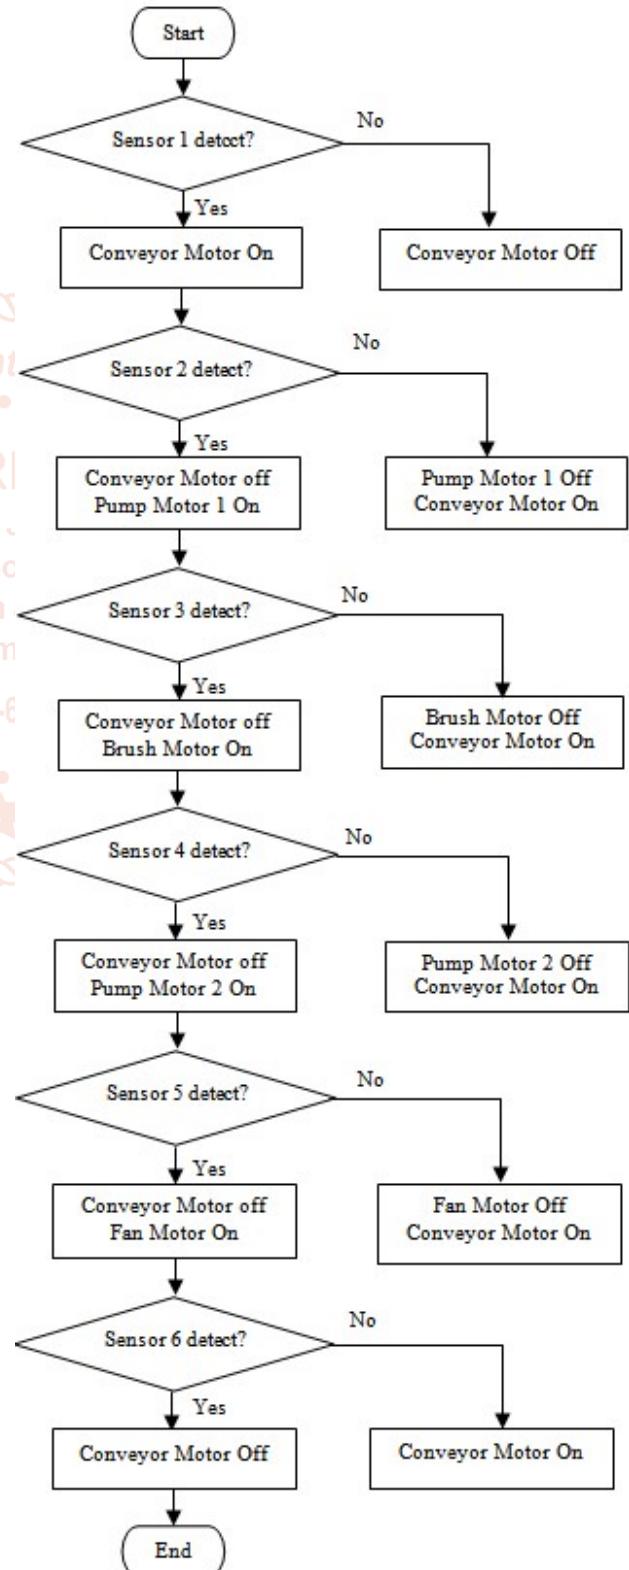 Start
Sensor 1 detect?
No
Yes
Conveyor Motor On
Conveyor Motor Off
Sensor 2 detect?
No
Yes
Conveyor Motor off
Pump Motor 1 On
Pump Motor 1 Off
Conveyor Motor On
Sensor 3 detect?
No
Yes
Conveyor Motor off
Brush Motor On
Brush Motor Off
Conveyor Motor On
Sensor 4 detect?
No
Yes
Conveyor Motor off
Pump Motor 2 On
Pump Motor 2 Off
Conveyor Motor On
Sensor 5 detect?
No
Yes
Conveyor Motor off
Fan Motor On
Fan Motor Off
Conveyor Motor On
Sensor 6 detect?
No
Yes
Conveyor Motor Off
Conveyor Motor On
End